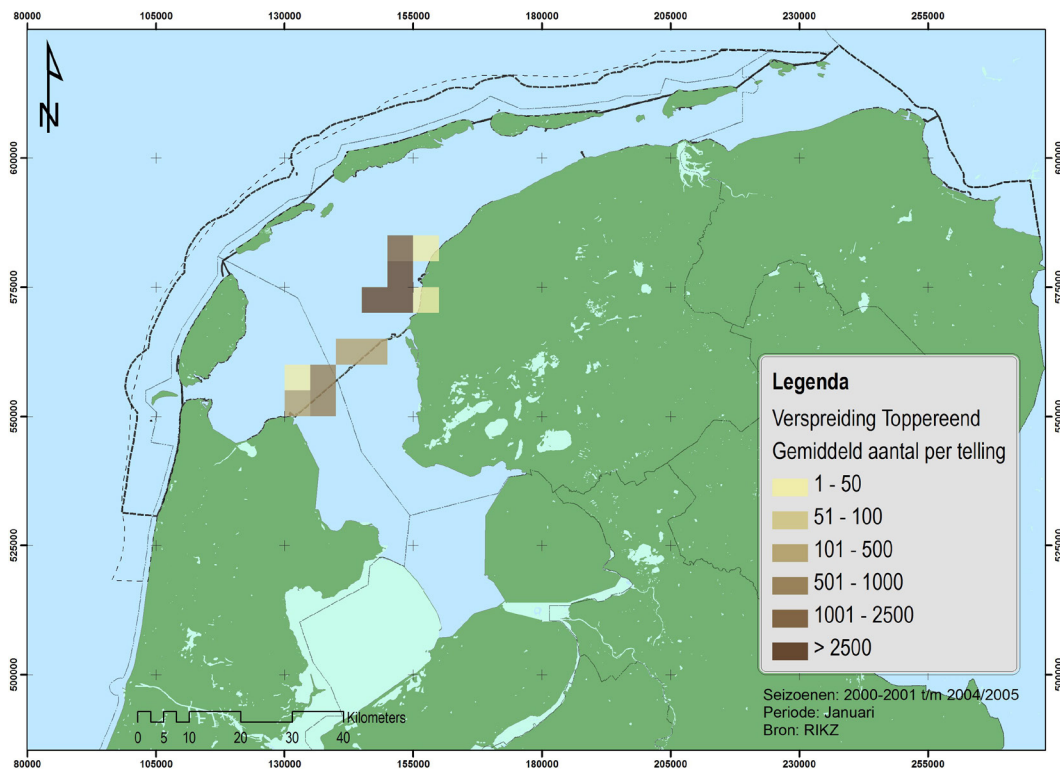 80000 105000 130000 155000 180000 205000 230000 255000
N
600000 600000
575000 575000
550000 550000
525000 525000
500000 500000
Legenda
Verspreiding Toppereend
Gemiddeld aantal per telling
1 - 50
51 - 100
101 - 500
501 - 1000
1001 - 2500
> 2500
Seizoenen: 2000-2001 t/m 2004/2005
Periode: Januari
Bron: RIKZ
Kilometers
0 5 10 20 30 40
80000 105000 130000 155000 180000 205000 230000 255000